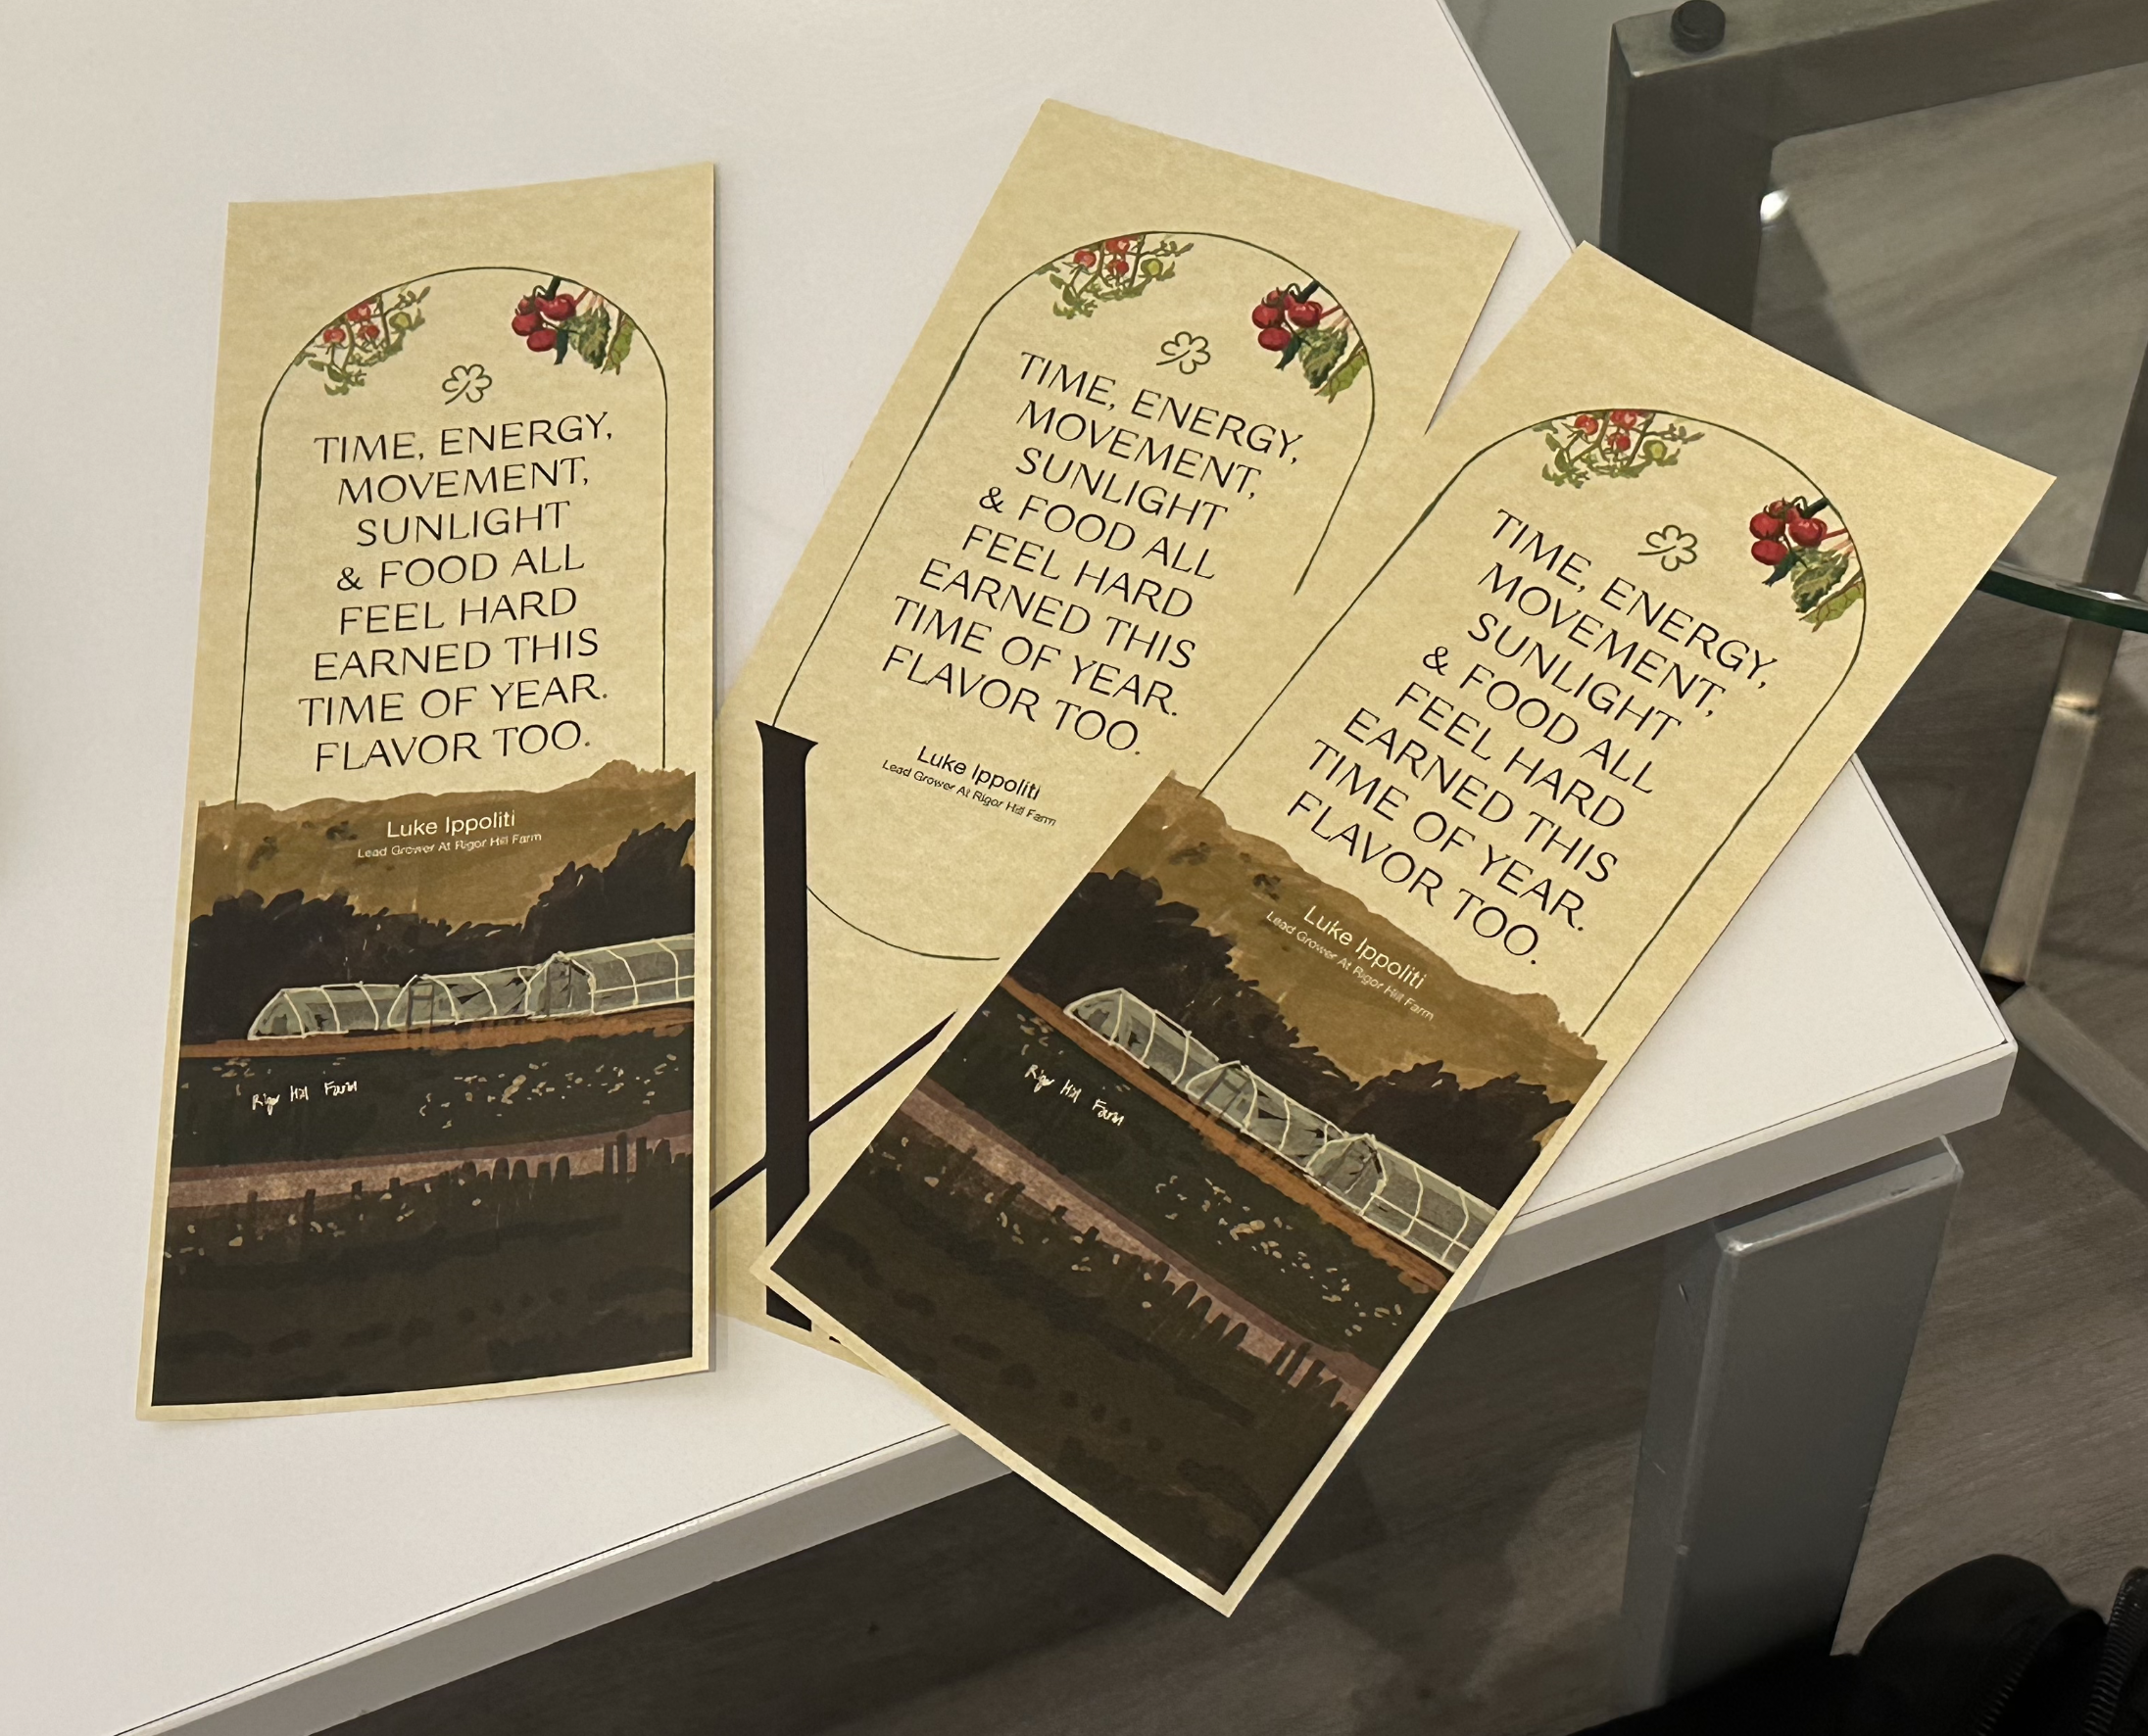 TIME, ENERGY,
MOVEMENT,
SUNLIGHT
& FOOD ALL
FEEL HARD
EARNED THIS
TIME OF YEAR.
FLAVOR TOO.
Luke Ippoliti
Lead Grower At Rigor Hill Farm
Rigor Hill Farm
TIME, ENERGY,
MOVEMENT,
SUNLIGHT
& FOOD ALL
FEEL HARD
EARNED THIS
TIME OF YEAR.
FLAVOR TOO.
Luke Ippoliti
Lead Grower At Rigor Hill Farm
TIME, ENERGY,
MOVEMENT,
SUNLIGHT
& FOOD ALL
FEEL HARD
EARNED THIS
TIME OF YEAR.
FLAVOR TOO.
Luke Ippoliti
Lead Grower At Rigor Hill Farm
Rigor Hill Farm